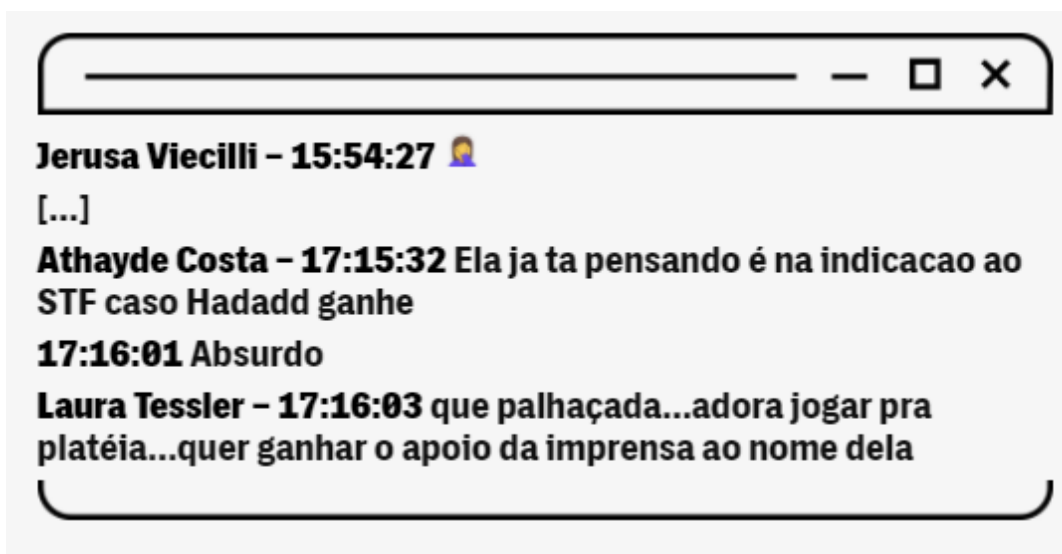 Jerusa Viecilli – 15:54:27 🤦‍♀️
[...]
Athayde Costa – 17:15:32 Ela ja ta pensando é na indicacao ao
STF caso Hadadd ganhe
17:16:01 Absurdo
Laura Tessler – 17:16:03 que palhaçada...adora jogar pra
platéia...quer ganhar o apoio da imprensa ao nome dela